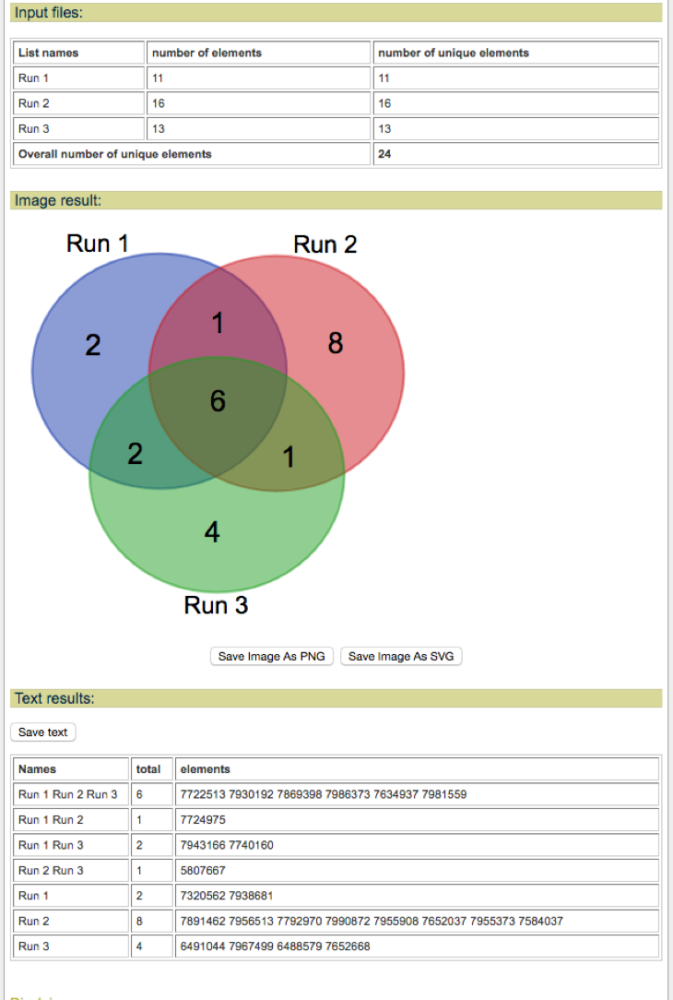 Input files:
List names number of elements number of unique elements
Run 1 11 11
Run 2 16 16
Run 3 13 13
Overall number of unique elements 24
Image result:
Run 1 Run 2
2 1 8
6
2 1
4
Run 3
Save Image As PNG Save Image As SVG
Text results:
Save text
Names total elements
Run 1 Run 2 Run 3 6 7722513 7930192 7869398 7986373 7634937 7981559
Run 1 Run 2 1 7724975
Run 1 Run 3 2 7943166 7740160
Run 2 Run 3 1 5807667
Run 1 2 7320562 7938681
Run 2 8 7891462 7956513 7792970 7990872 7955908 7652037 7955373 7584037
Run 3 4 6491044 7967499 6488579 7652668